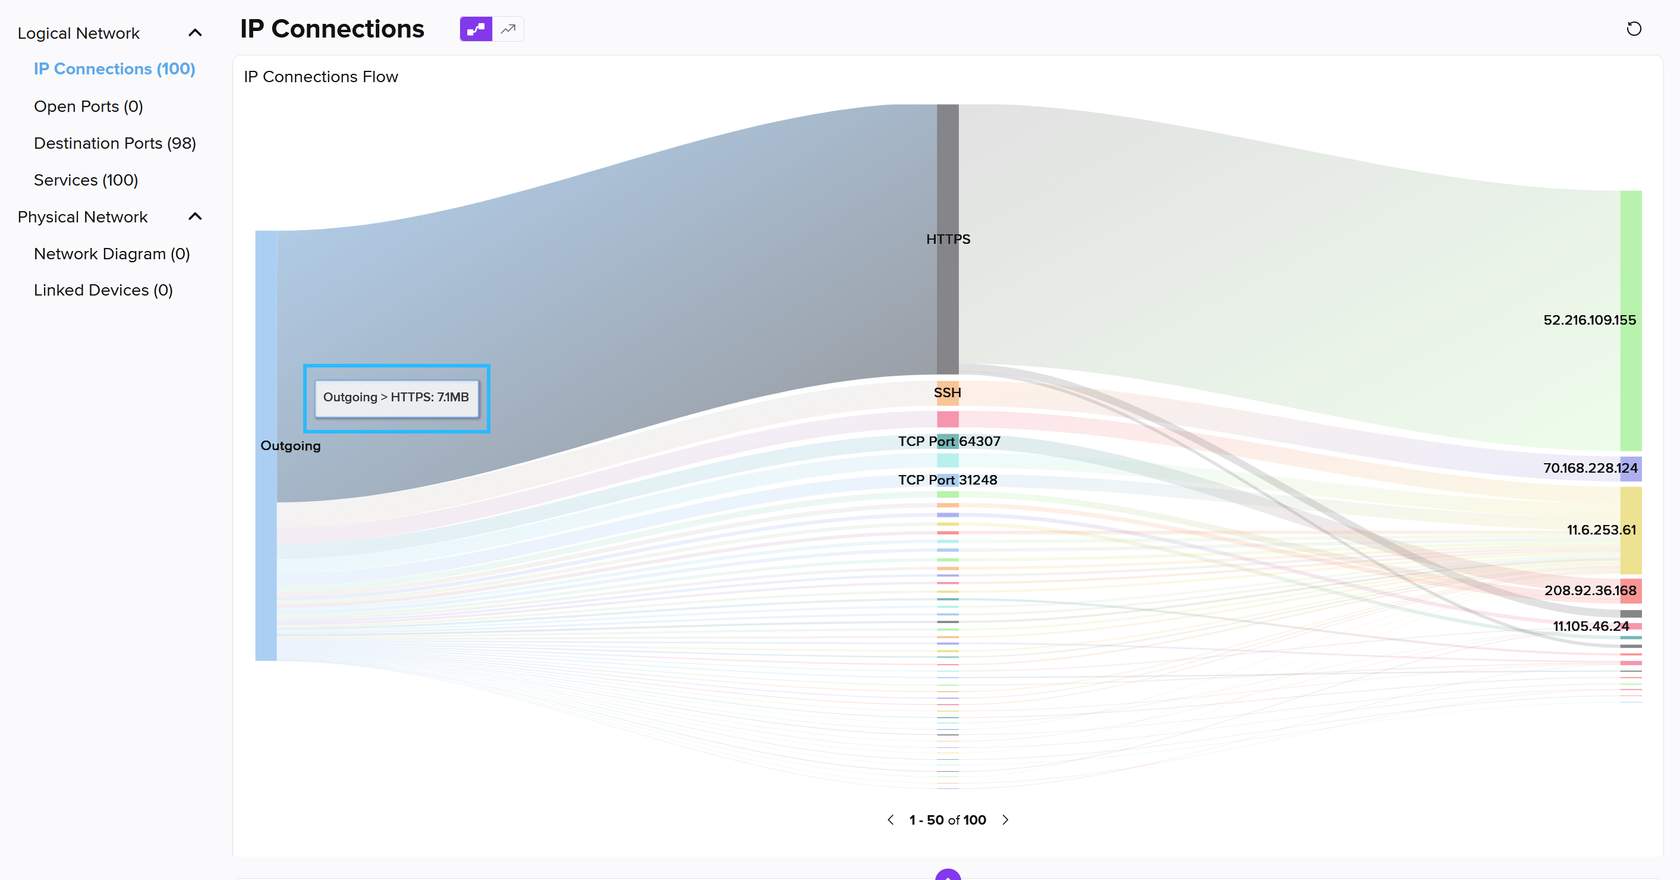 Logical Network
IP Connections (100)
Open Ports (0)
Destination Ports (98)
Services (100)
Physical Network
Network Diagram (0)
Linked Devices (0)
IP Connections
IP Connections Flow
Outgoing > HTTPS: 7.1MB
Outgoing
HTTPS
SSH
TCP Port 64307
TCP Port 31248
52.216.109.155
70.168.228.124
11.6.253.61
208.92.36.168
11.105.46.24
1 - 50 of 100